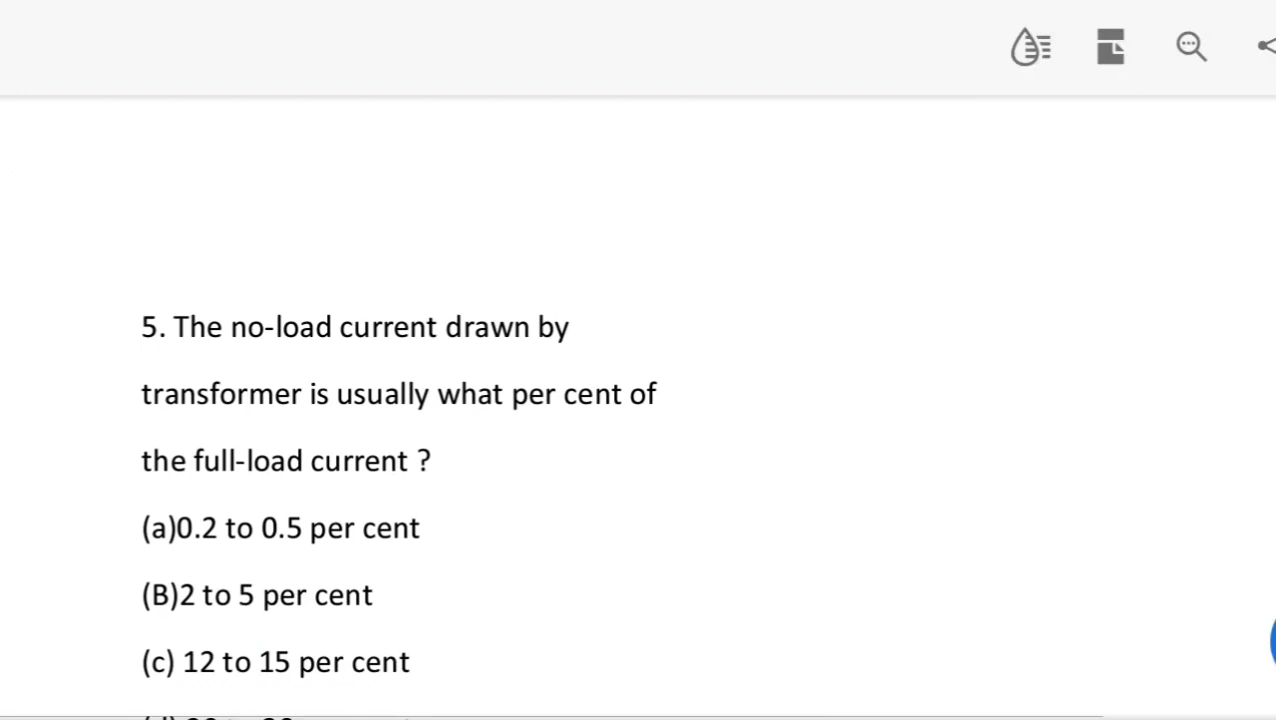 5. The no-load current drawn by
transformer is usually what per cent of
the full-load current ?
(a)0.2 to 0.5 per cent
(B)2 to 5 per cent
(c) 12 to 15 per cent